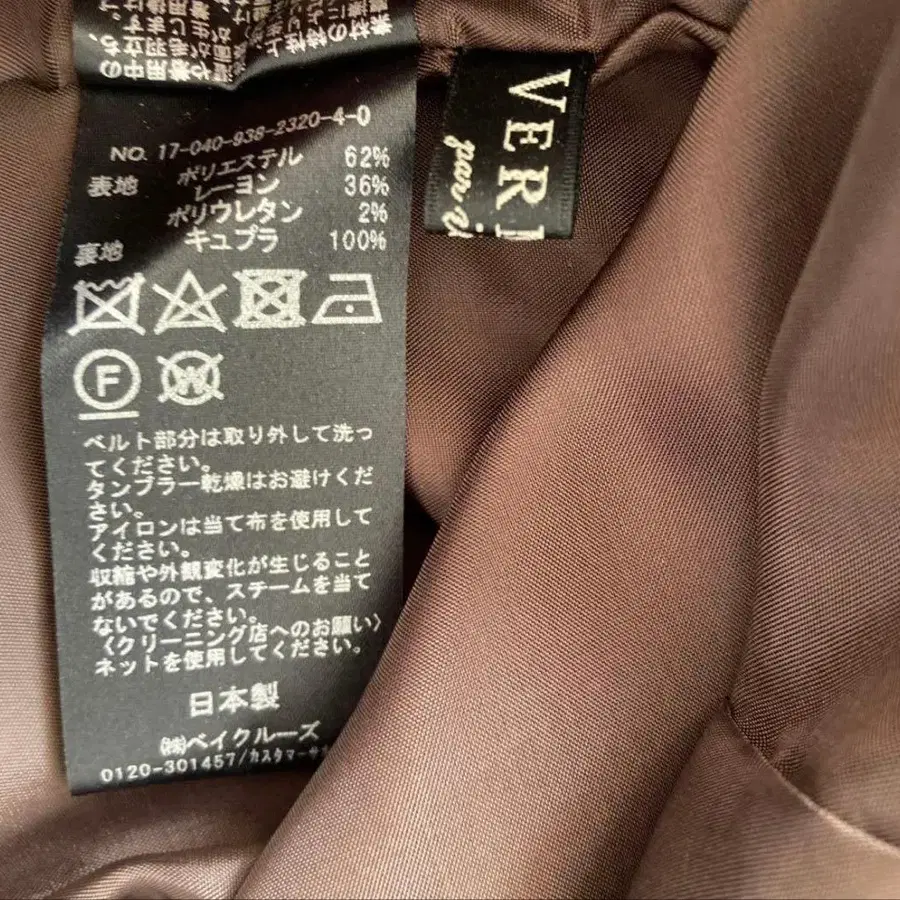 素材の特性上、
NO. 17-040-938-2320-4-0
表地 ポリエステル 62%
レーヨン 36%
ポリウレタン 2%
裏地 キュプラ 100%
F
W
ベルト部分は取り外して洗っ
てください。
タンブラー乾燥はお避けくだ
さい。
アイロンは当て布を使用して
ください。
収縮や外観変化が生じること
があるので、スチームを当て
ないでください。
〈クリーニング店へのお願い〉
ネットを使用してください。
日本製
㈱ベイクルーズ
0120-301457/カスタマーサ
VER
par